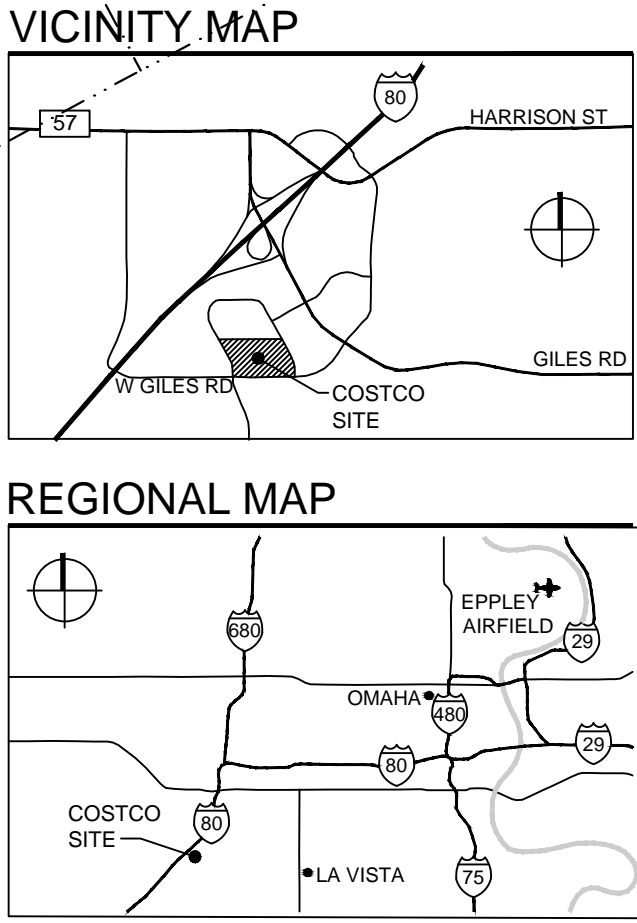 VICINITY MAP
80
57
HARRISON ST
GILES RD
W GILES RD
COSTCO
SITE
REGIONAL MAP
EPPLEY
AIRFIELD
680
29
OMAHA
480
29
80
COSTCO
SITE
80
LA VISTA
75